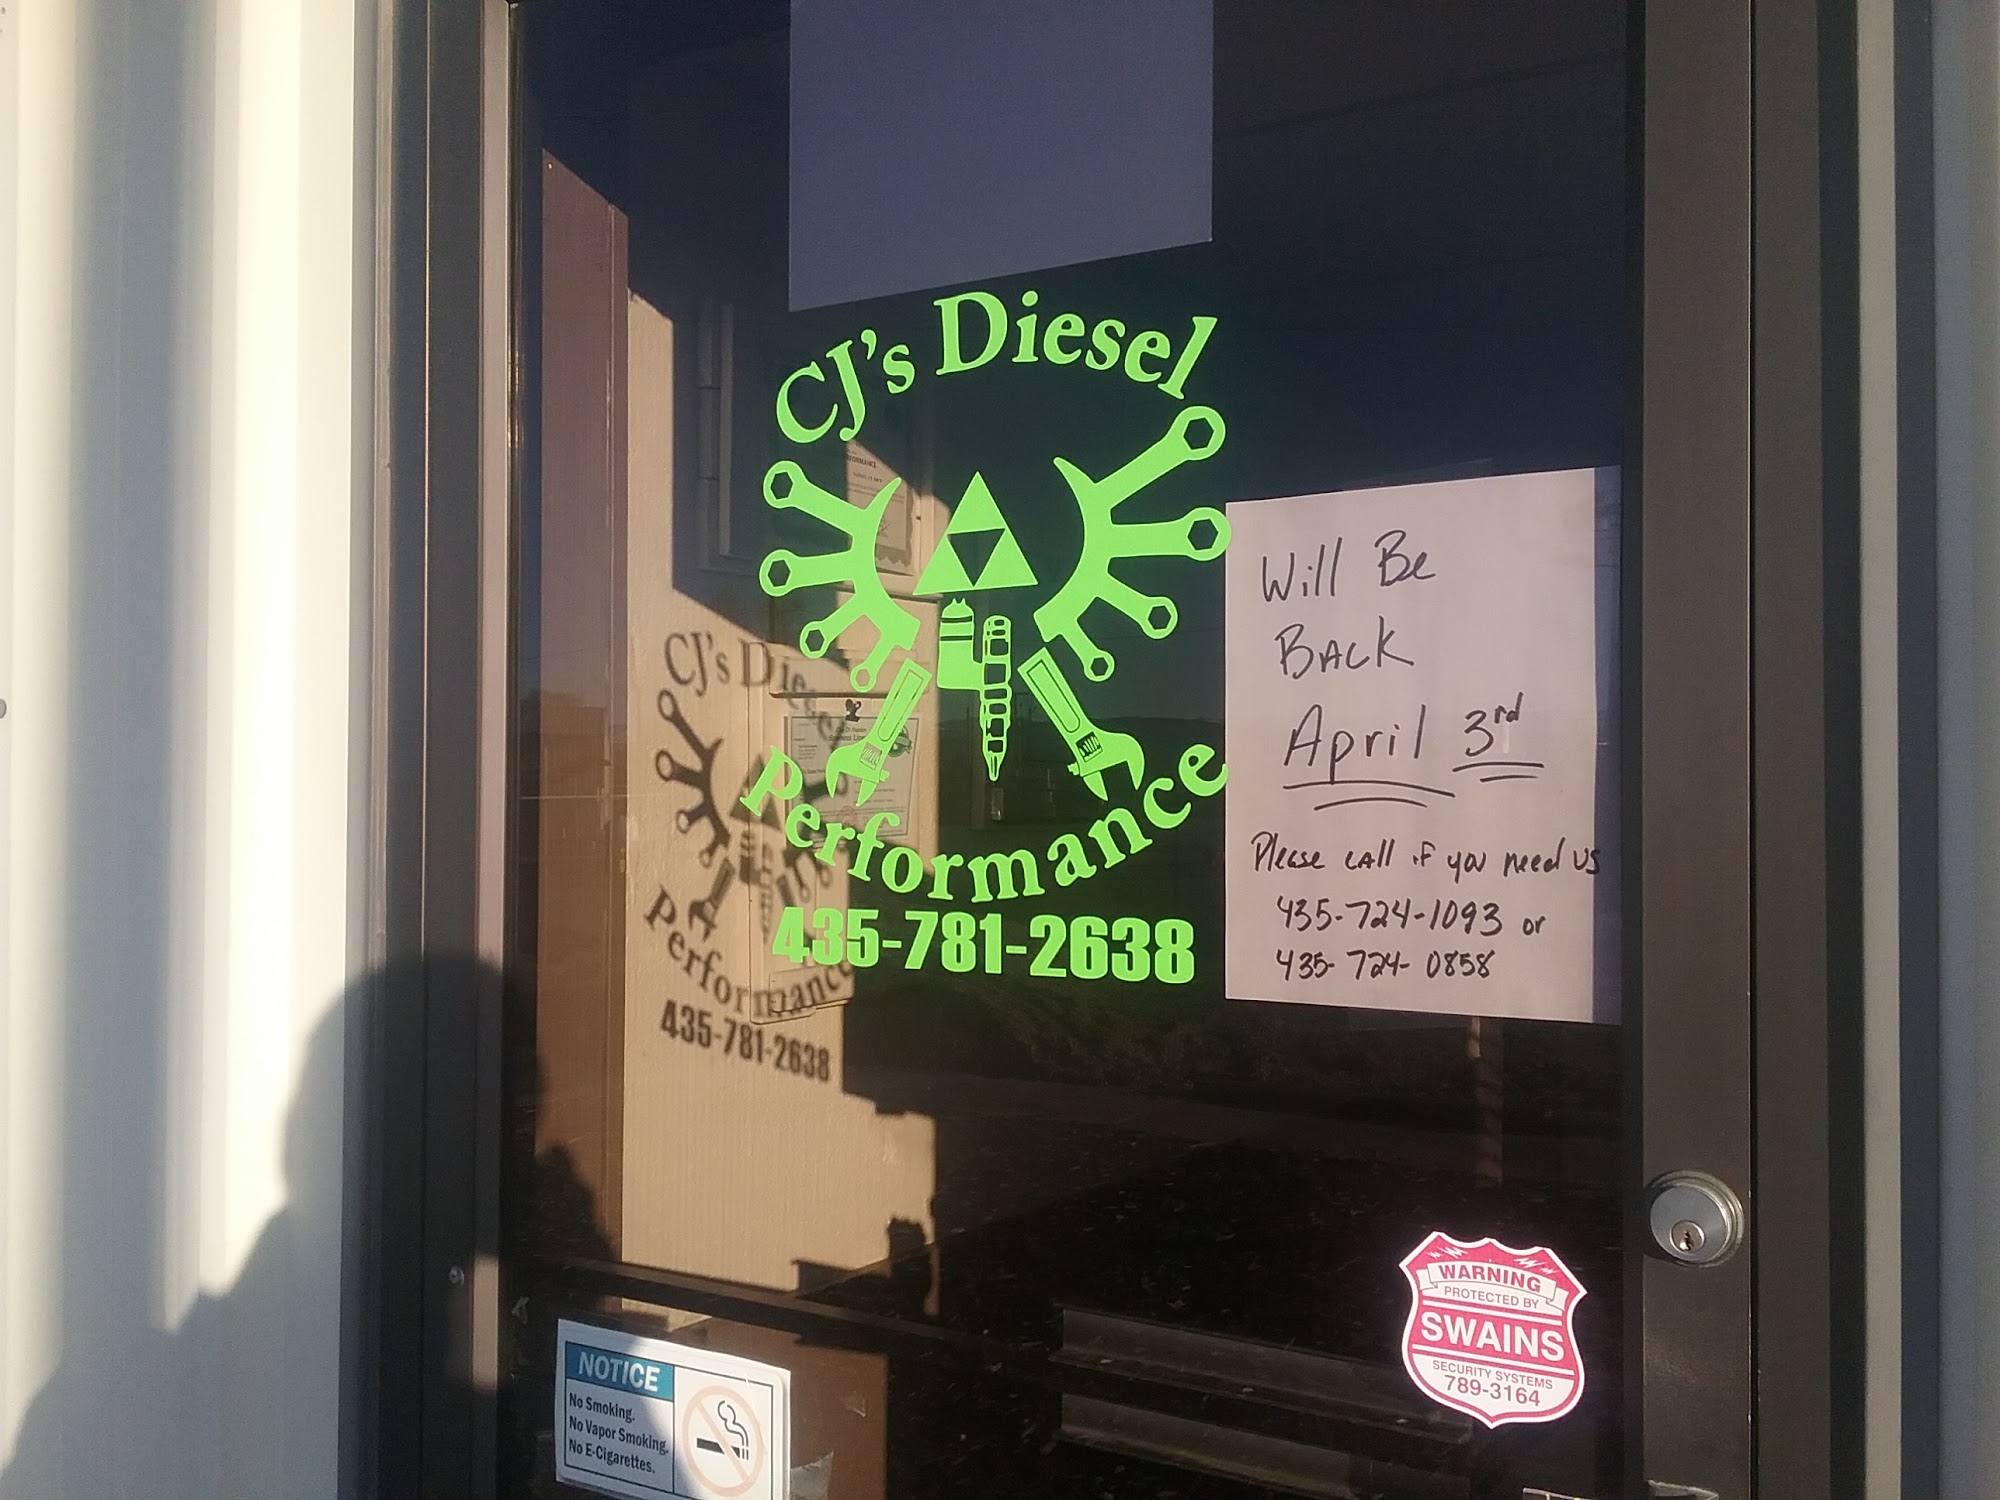 CJ's Diesel
Performance
435-781-2638
Will Be
Back
April 3rd
Please call if you need us
435-724-1093 or
435-724-0858
CJ's Diesel
Performance
435-781-2638
WARNING
PROTECTED BY
SWAINS
SECURITY SYSTEMS
789-3164
NOTICE
No Smoking.
No Vapor Smoking.
No E-Cigarettes.